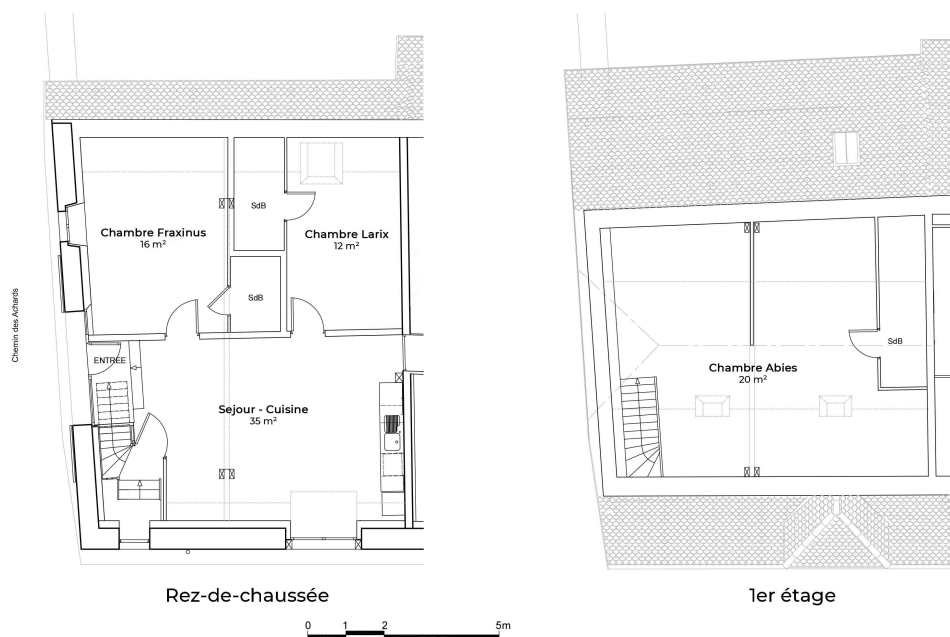 Chemin des Achards
SdB
Chambre Fraxinus
16 m²
Chambre Larix
12 m²
SdB
ENTRÉE
Sejour - Cuisine
35 m²
Rez-de-chaussée
SdB
Chambre Abies
20 m²
1er étage
0 1 2 5m